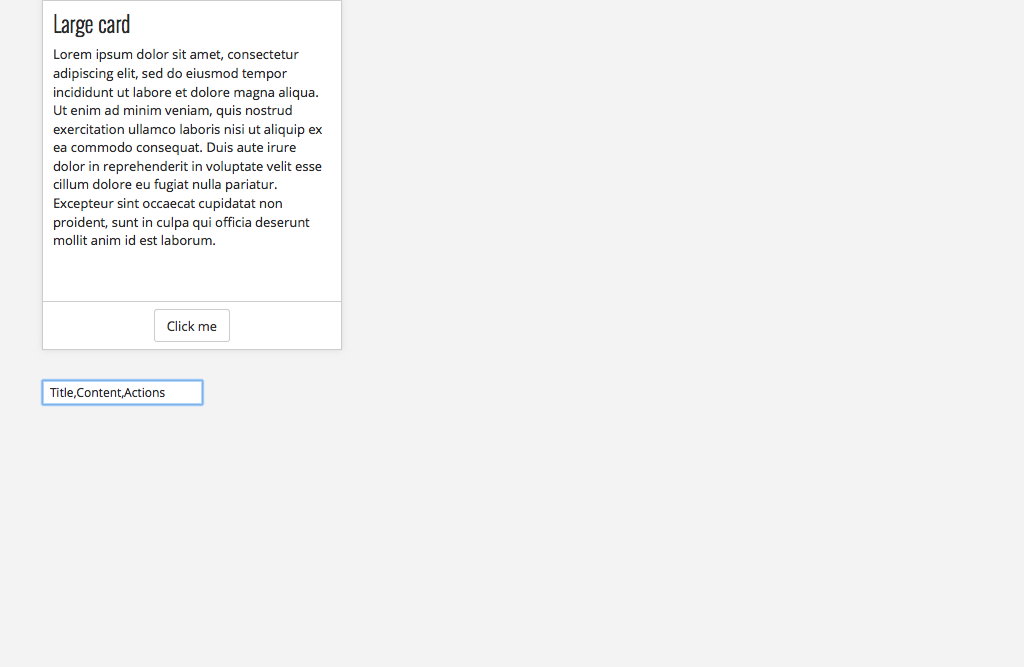 Large card
Lorem ipsum dolor sit amet, consectetur
adipiscing elit, sed do eiusmod tempor
incididunt ut labore et dolore magna aliqua.
Ut enim ad minim veniam, quis nostrud
exercitation ullamco laboris nisi ut aliquip ex
ea commodo consequat. Duis aute irure
dolor in reprehenderit in voluptate velit esse
cillum dolore eu fugiat nulla pariatur.
Excepteur sint occaecat cupidatat non
proident, sunt in culpa qui officia deserunt
mollit anim id est laborum.
Click me
Title,Content,Actions